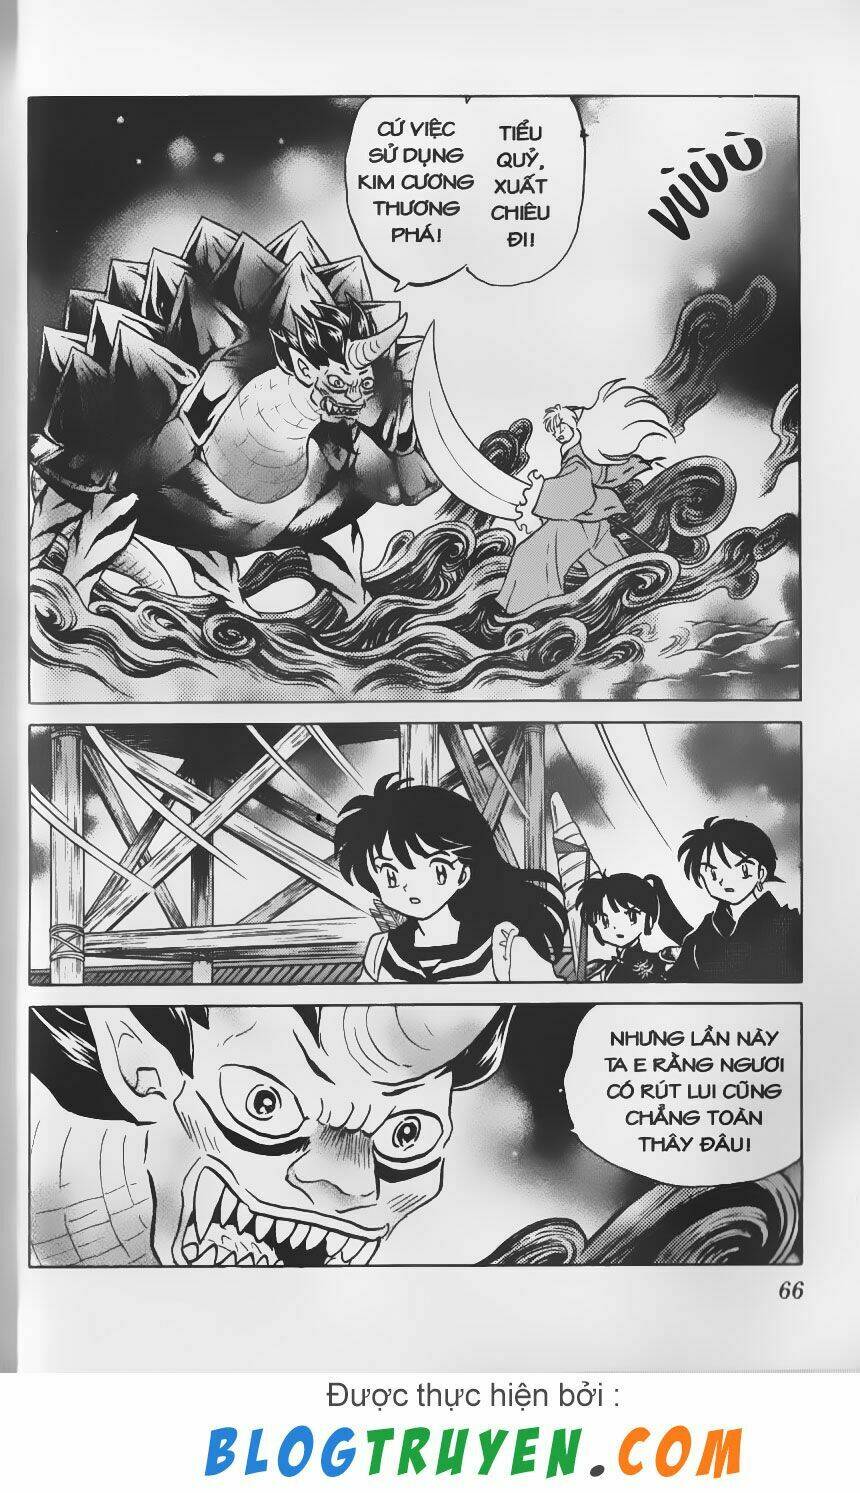 TIỂU
QUỶ,
XUẤT
CHIÊU
ĐI!
CỨ VIỆC
SỬ DỤNG
KIM CƯƠNG
THƯƠNG
PHÁ!
VÙÙÙ
NHƯNG LẦN NÀY
TA E RẰNG NGƯƠI
CÓ RÚT LUI CŨNG
CHẲNG TOÀN
THÂY ĐÂU!
66
Được thực hiện bởi :
BLOGTRUYEN.COM